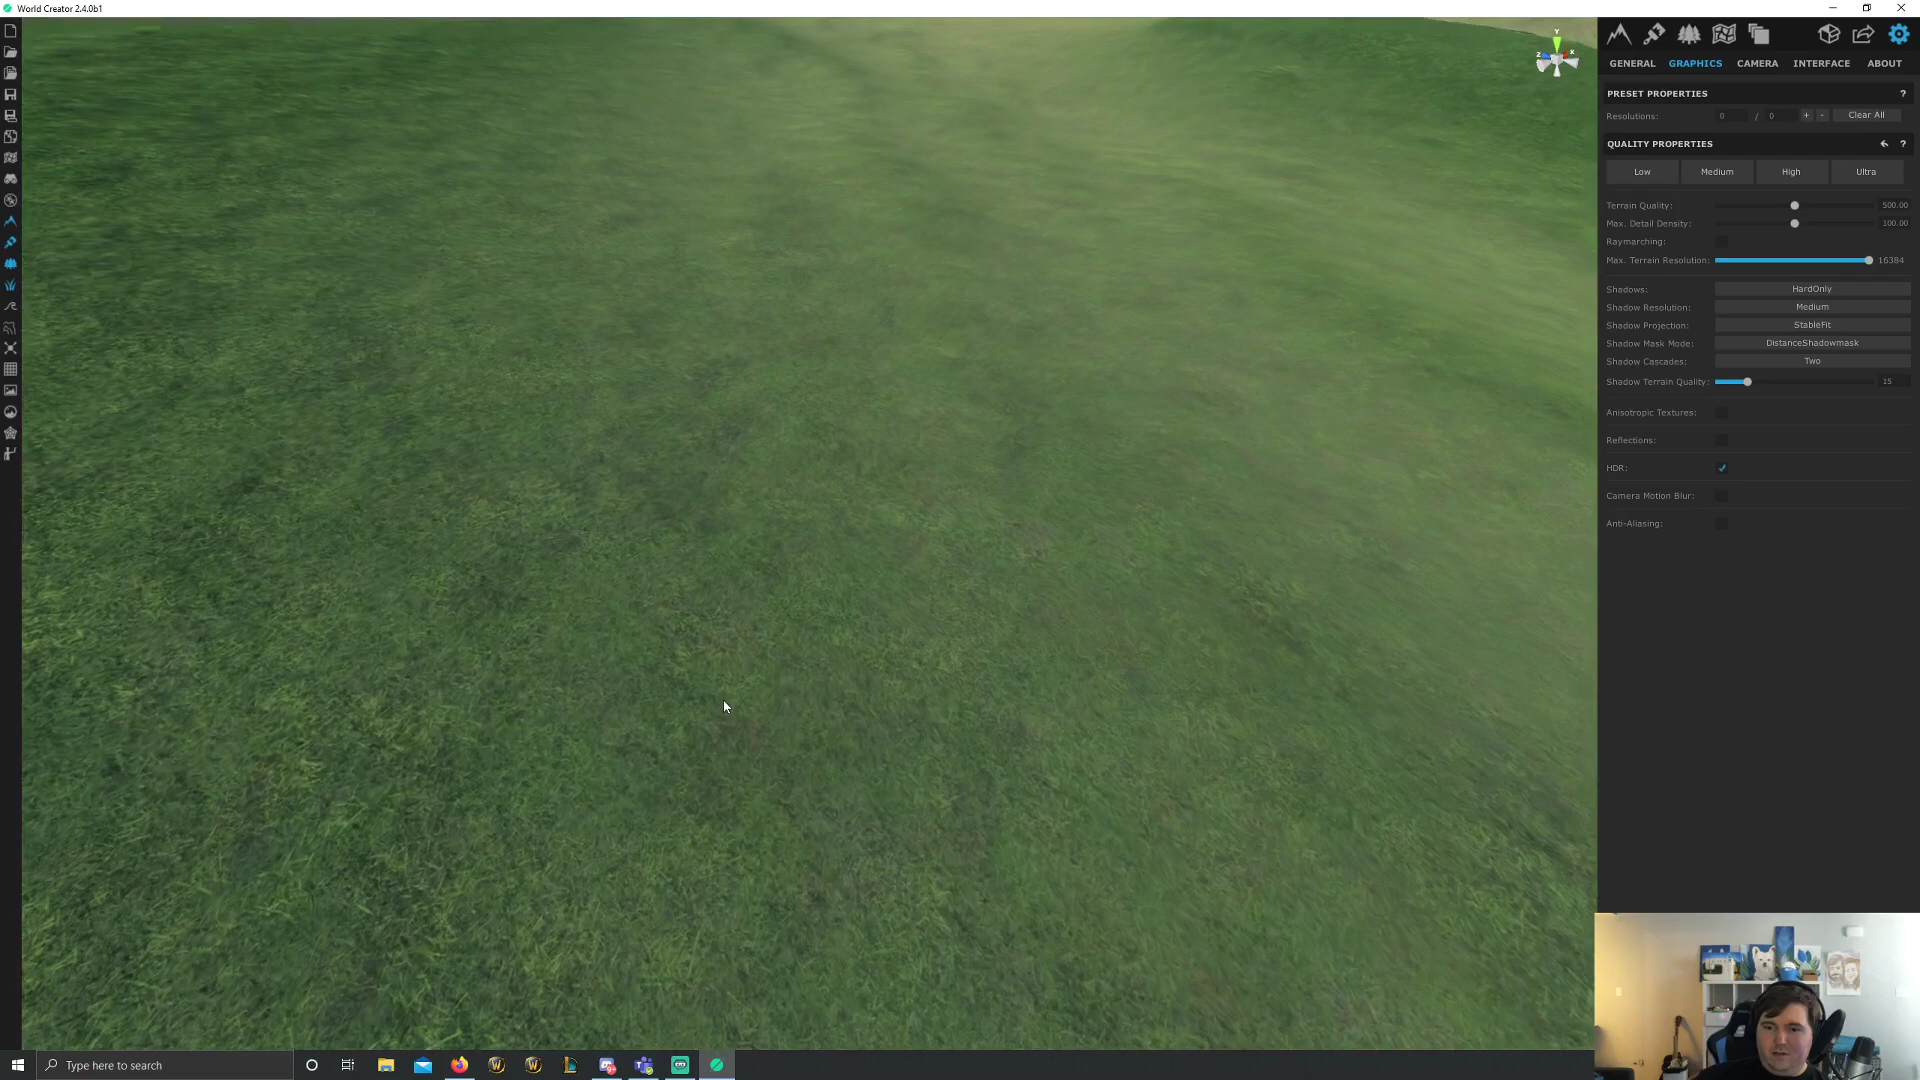 World Creator 2.4.0b1
GENERAL GRAPHICS CAMERA INTERFACE ABOUT
PRESET PROPERTIES ?
Resolutions: 0 / 0 + - Clear All
QUALITY PROPERTIES ?
Low Medium High Ultra
Terrain Quality: 500.00
Max. Detail Density: 100.00
Raymarching:
Max. Terrain Resolution: 16384
Shadows: HardOnly
Shadow Resolution: Medium
Shadow Projection: StableFit
Shadow Mask Mode: DistanceShadowmask
Shadow Cascades: Two
Shadow Terrain Quality: 15
Anisotropic Textures:
Reflections:
HDR:
Camera Motion Blur:
Anti-Aliasing:
Y
Z X
Type here to search